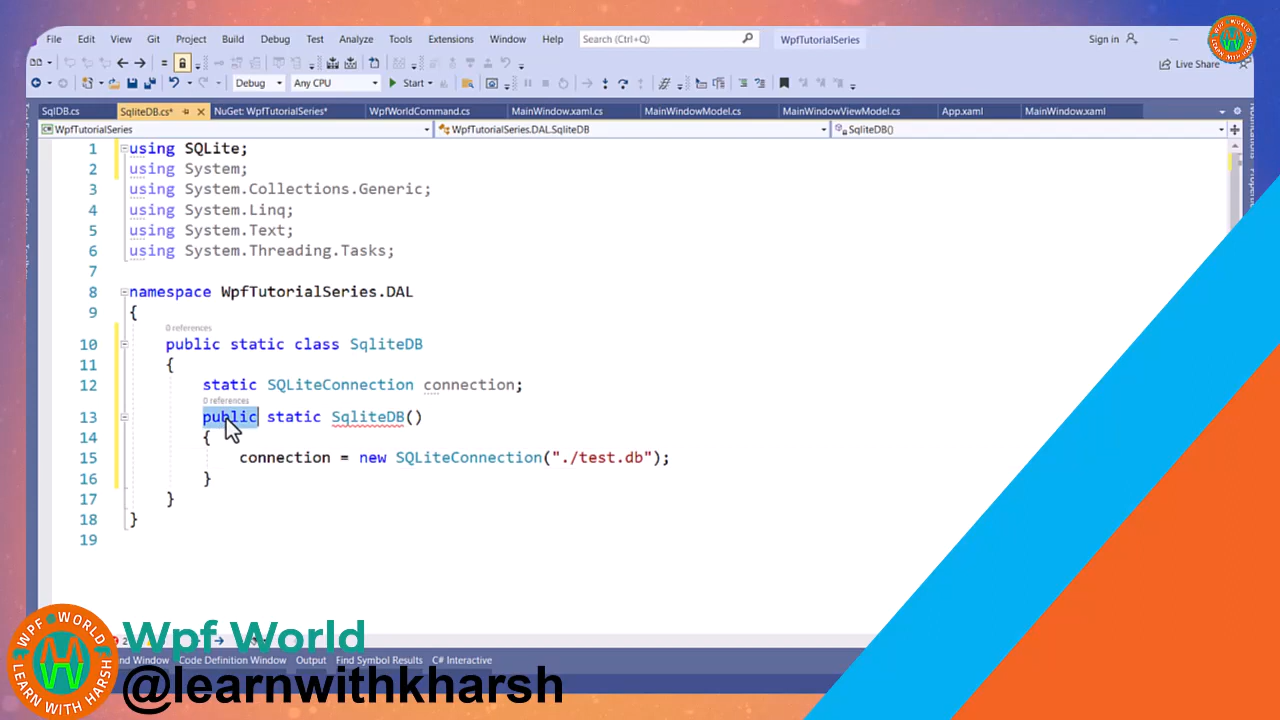 File Edit View Git Project Build Debug Test Analyze Tools Extensions Window Help Search (Ctrl+Q) WpfTutorialSeries Sign in
Debug Any CPU Start Live Share
SqlDB.cs SqliteDB.cs* NuGet: WpfTutorialSeries* WpfWorldCommand.cs MainWindow.xaml.cs MainWindowModel.cs MainWindowViewModel.cs App.xaml MainWindow.xaml
WpfTutorialSeries WpfTutorialSeries.DAL.SqliteDB SqliteDB()
1 using SQLite;
2 using System;
3 using System.Collections.Generic;
4 using System.Linq;
5 using System.Text;
6 using System.Threading.Tasks;
7
8 namespace WpfTutorialSeries.DAL
9 {
0 references
10 public static class SqliteDB
11 {
12 static SQLiteConnection connection;
0 references
13 public static SqliteDB()
14 {
15 connection = new SQLiteConnection("./test.db");
16 }
17 }
18 }
19
Window Code Definition Window Output Find Symbol Results C# Interactive
WPF WORLD
LEARN WITH HARSH
Wpf World
@learnwithkharsh